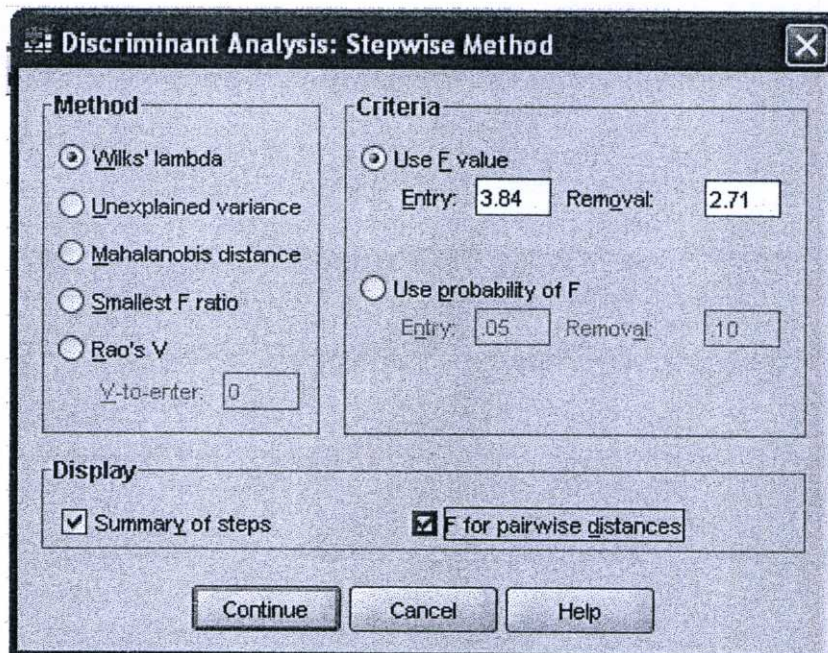 Discriminant Analysis: Stepwise Method
Method
Wilks' lambda
Unexplained variance
Mahalanobis distance
Smallest F ratio
Rao's V
V-to-enter: 0
Criteria
Use F value
Entry: 3.84 Removal: 2.71
Use probability of F
Entry: .05 Removal: .10
Display
Summary of steps
F for pairwise distances
Continue
Cancel
Help